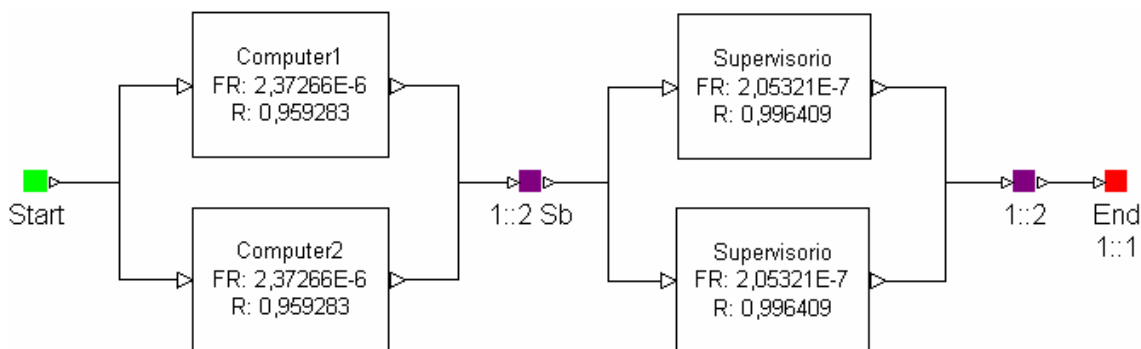 Computer1
FR: 2,37266E-6
R: 0,959283
Supervisorio
FR: 2,05321E-7
R: 0,996409
Start
1::2 Sb
1::2
End
1::1
Computer2
FR: 2,37266E-6
R: 0,959283
Supervisorio
FR: 2,05321E-7
R: 0,996409